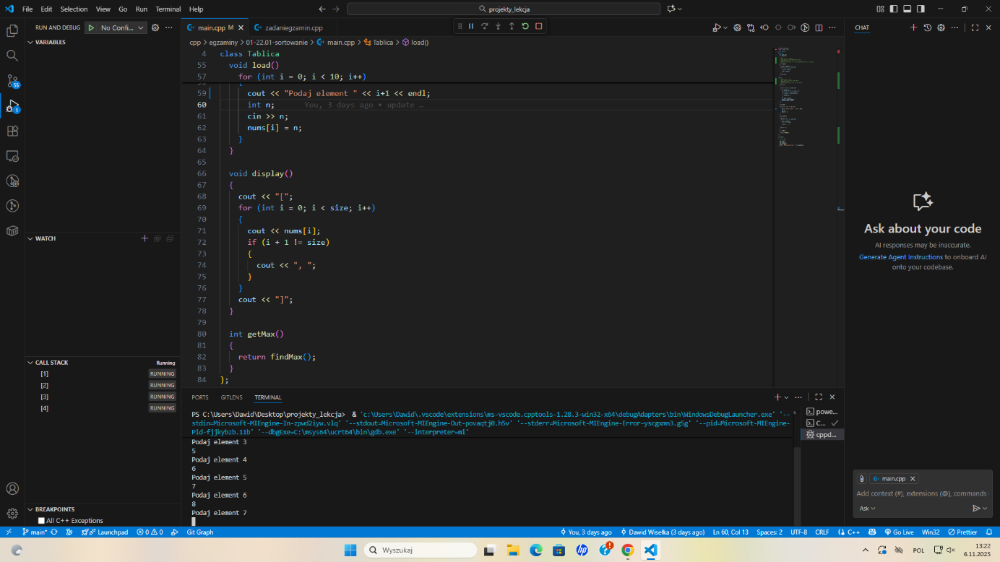 File Edit Selection View Go Run Terminal Help
projekty_lekcja
RUN AND DEBUG No Confi...
main.cpp M
zadaniegzamin.cpp
CHAT
cpp > egzaminy > 01-22.01-sortowanie > main.cpp > Tablica > load()
VARIABLES
4 class Tablica
55 void load()
57 for (int i = 0; i < 10; i++)
58 {
59 cout << "Podaj element " << i+1 << endl;
60 int n; You, 3 days ago • update …
61 cin >> n;
62 nums[i] = n;
63 }
64 }
65
66 void display()
67 {
68 cout << "[";
69 for (int i = 0; i < size; i++)
70 {
71 cout << nums[i];
72 if (i + 1 != size)
73 {
74 cout << ", ";
75 }
76 }
77 cout << "]";
78 }
79
80 int getMax()
81 {
82 return findMax();
83 }
84 };
WATCH
CALL STACK Running
[1] RUNNING
[2] RUNNING
[3] RUNNING
[4] RUNNING
BREAKPOINTS
All C++ Exceptions
Ask about your code
AI responses may be inaccurate.
Generate Agent Instructions to onboard AI
onto your codebase.
PORTS GITLENS TERMINAL
PS C:\Users\Dawid\Desktop\projekty_lekcja> & 'c:\Users\Dawid\.vscode\extensions\ms-vscode.cpptools-1.28.3-win32-x64\debugAdapters\bin\WindowsDebugLauncher.exe' '--
stdin=Microsoft-MIEngine-In-zpwd2iyw.vlq' '--stdout=Microsoft-MIEngine-Out-povaqtj0.h5v' '--stderr=Microsoft-MIEngine-Error-yscgxmn3.g5g' '--pid=Microsoft-MIEngine-
Pid-fjjkybzb.11b' '--dbgExe=C:\msys64\ucrt64\bin\gdb.exe' '--interpreter=mi'
Podaj element 3
5
Podaj element 4
6
Podaj element 5
7
Podaj element 6
8
Podaj element 7
powe...
C...
cppd...
main.cpp
Add context (#), extensions (@), commands
Ask
main* Launchpad 0 0 Git Graph
You, 3 days ago Dawid Wiselka (3 days ago) Ln 60, Col 13 Spaces: 2 UTF-8 CRLF C++ Go Live Win32 Prettier
55
1
Wyszukaj
POL
13:22
6.11.2025